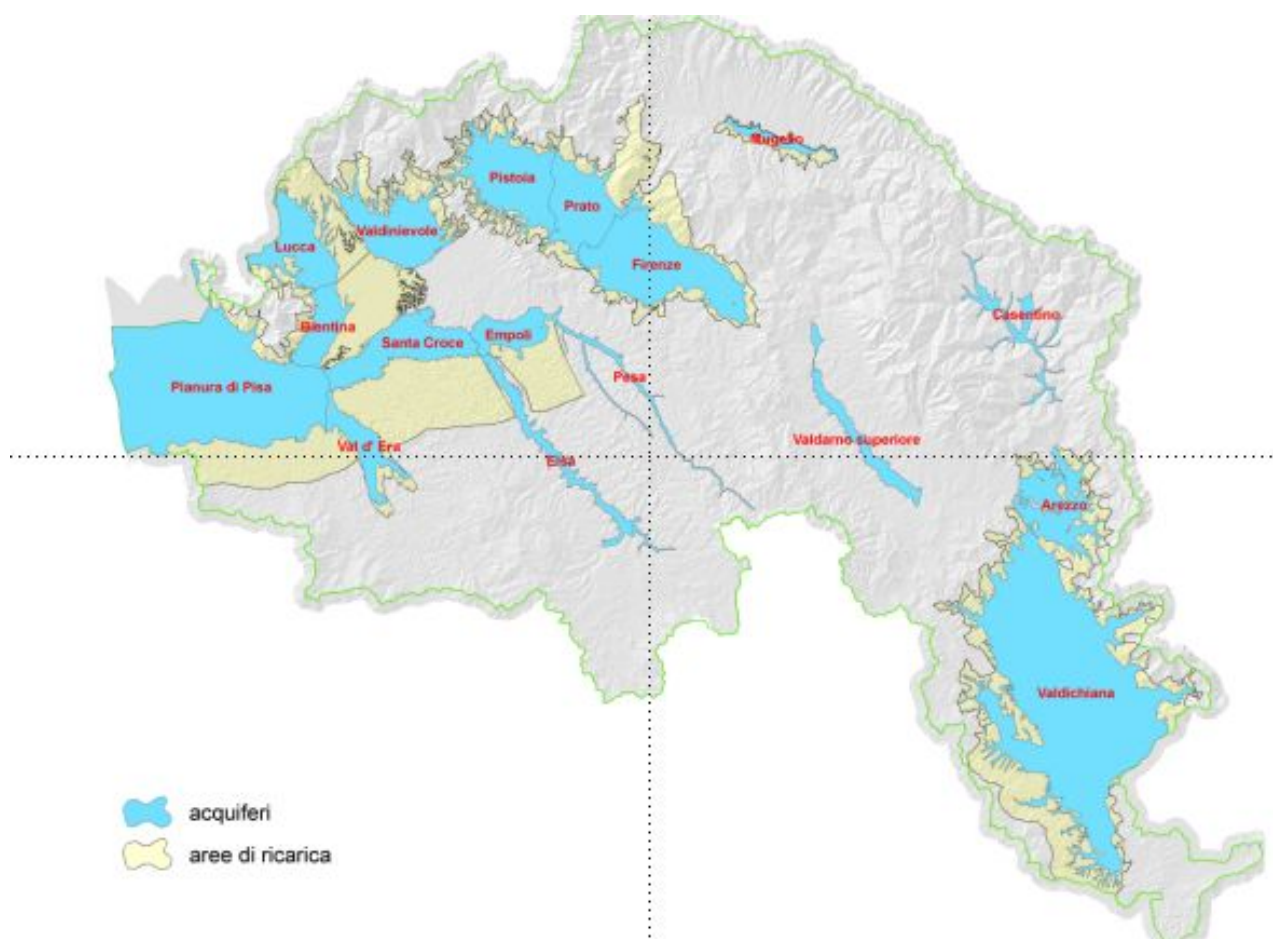 Mugello
Pistoia
Prato
Valdinievole
Lucca
Firenze
Casentino
Bientina
Empoli
Santa Croce
Pesa
Pianura di Pisa
Valdarno superiore
Val d' Era
Elsa
Arezzo
Valdichiana
acquiferi
aree di ricarica